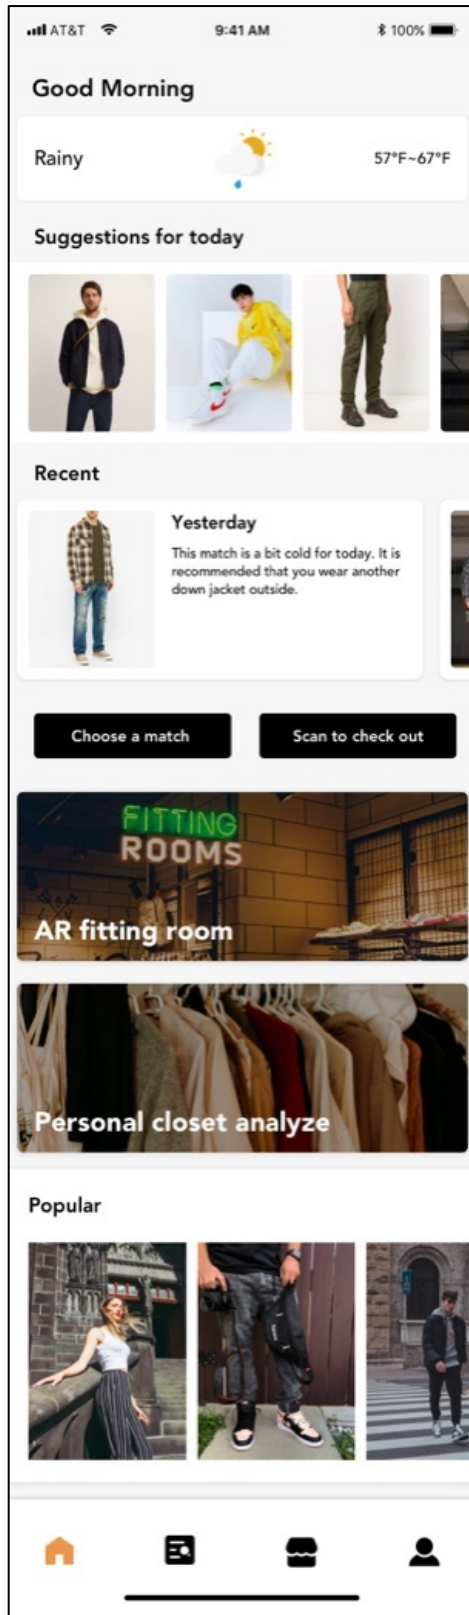 AT&T 9:41 AM 100%
Good Morning
Rainy 57°F~67°F
Suggestions for today
Recent
Yesterday
This match is a bit cold for today. It is
recommended that you wear another
down jacket outside.
Choose a match Scan to check out
FITTING
ROOMS
AR fitting room
Personal closet analyze
Popular